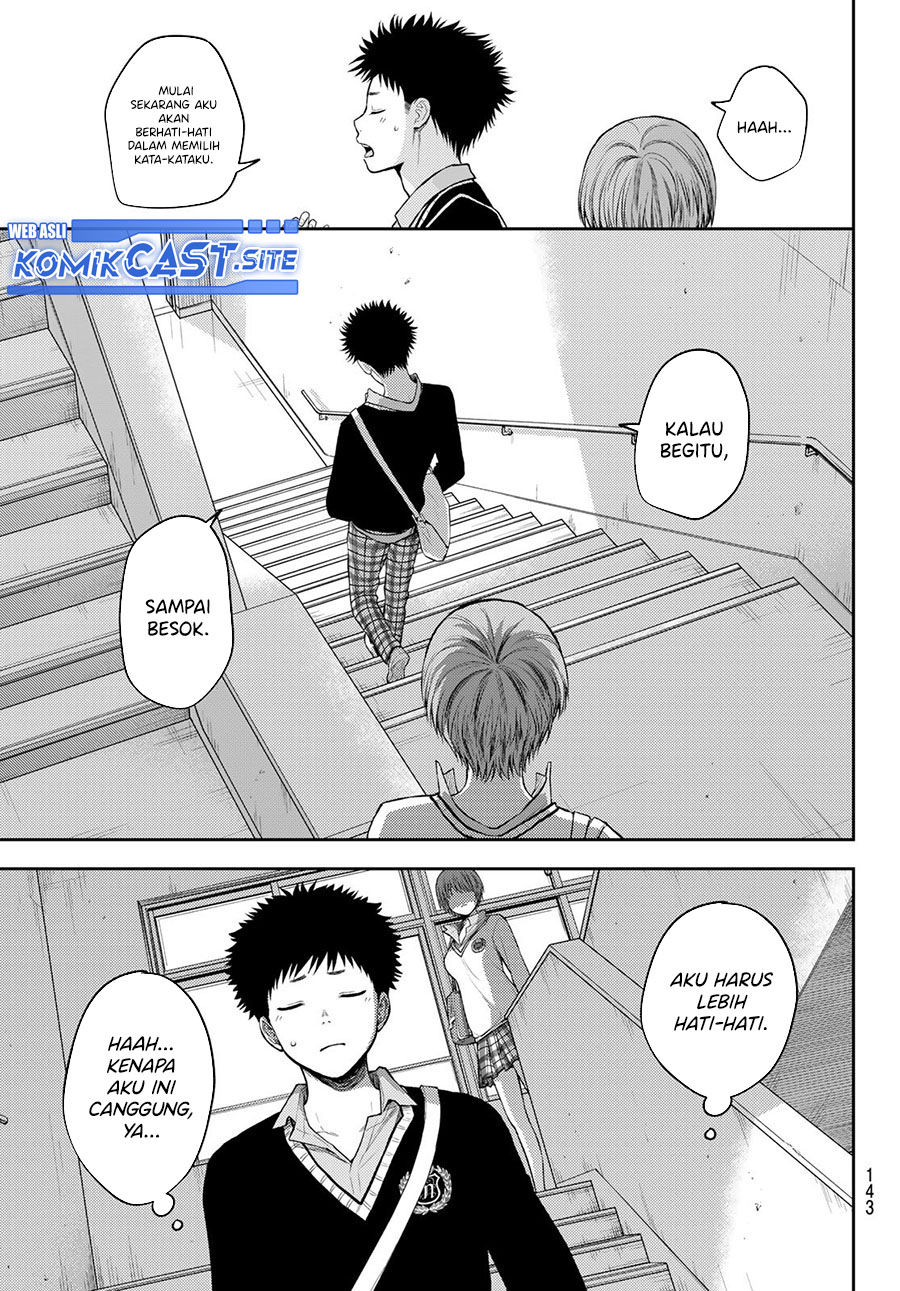 HAAH...
MULAI
SEKARANG AKU
AKAN
BERHATI-HATI
DALAM MEMILIH
KATA-KATAKU.
WEB ASLI
KOMIKCAST.SITE
KALAU
BEGITU,
SAMPAI
BESOK.
AKU HARUS
LEBIH
HATI-HATI.
HAAH...
KENAPA
AKU INI
CANGGUNG,
YA...
143